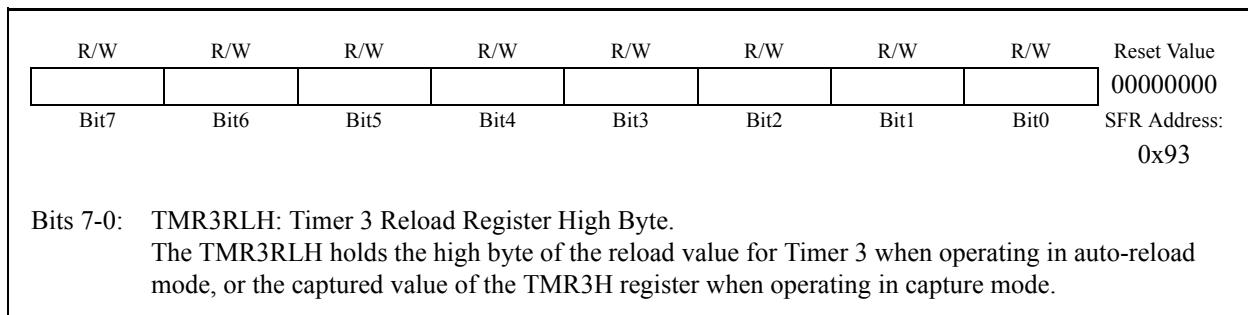 R/W R/W R/W R/W R/W R/W R/W R/W Reset Value
00000000
Bit7 Bit6 Bit5 Bit4 Bit3 Bit2 Bit1 Bit0 SFR Address:
0x93
Bits 7-0: TMR3RLH: Timer 3 Reload Register High Byte.
The TMR3RLH holds the high byte of the reload value for Timer 3 when operating in auto-reload
mode, or the captured value of the TMR3H register when operating in capture mode.